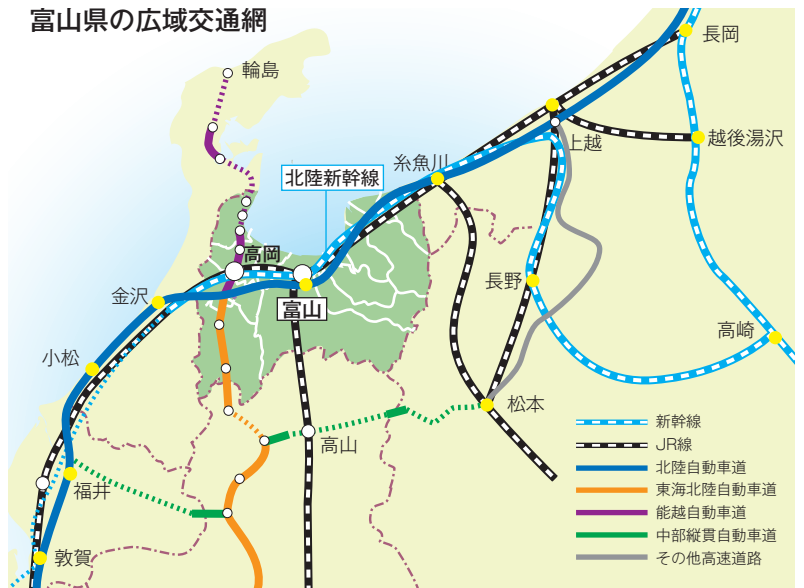 富山県の広域交通網
長岡
輪島
上越
越後湯沢
糸魚川
北陸新幹線
高岡
長野
金沢
富山
高崎
小松
松本
高山
福井
敦賀
新幹線
JR線
北陸自動車道
東海北陸自動車道
能越自動車道
中部縦貫自動車道
その他高速道路